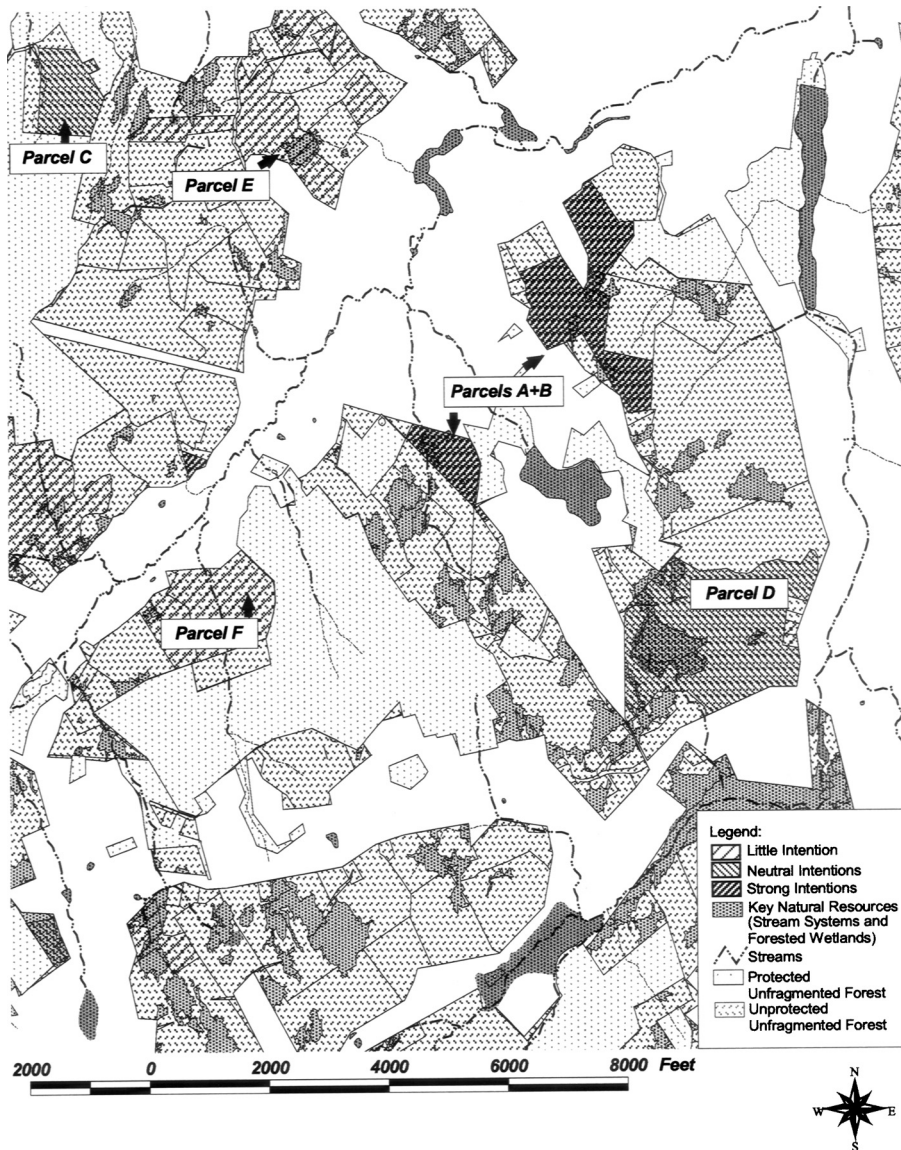 Parcel C
Parcel E
Parcels A+B
Parcel D
Parcel F
Legend:
Little Intention
Neutral Intentions
Strong Intentions
Key Natural Resources
(Stream Systems and
Forested Wetlands)
Streams
Protected
Unfragmented Forest
Unprotected
Unfragmented Forest
2000 0 2000 4000 6000 8000 Feet
N
W E
S